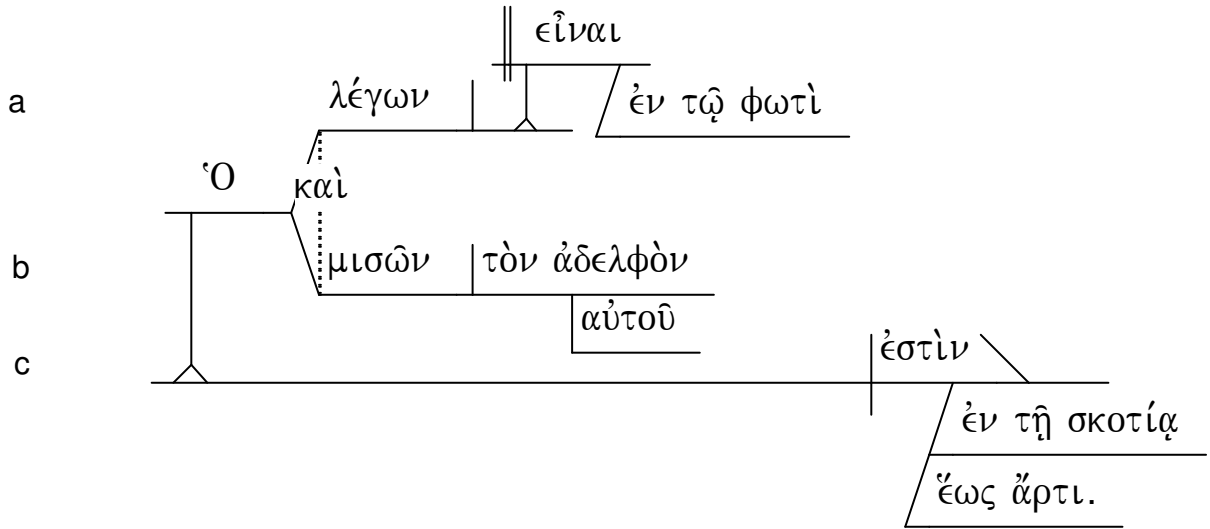 εἶναι
a λέγων ἐν τῷ φωτὶ
Ὁ καὶ
b μισῶν τὸν ἀδελφὸν
αὐτοῦ
c ἐστὶν
ἐν τῇ σκοτίᾳ
ἕως ἄρτι.